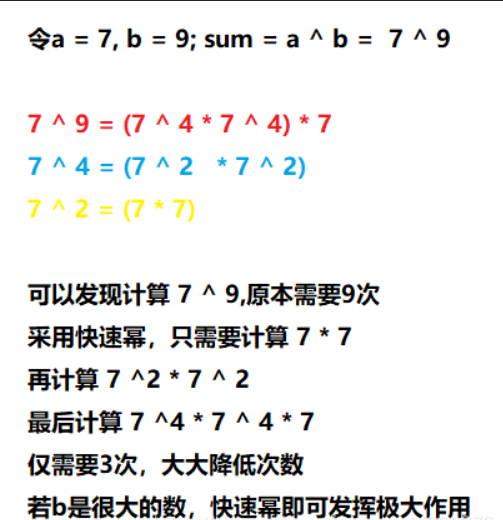 令a = 7, b = 9; sum = a ^ b = 7 ^ 9
7 ^ 9 = (7 ^ 4 * 7 ^ 4) * 7
7 ^ 4 = (7 ^ 2 * 7 ^ 2)
7 ^ 2 = (7 * 7)
可以发现计算 7 ^ 9,原本需要9次
采用快速幂，只需要计算 7 * 7
再计算 7 ^2 * 7 ^ 2
最后计算 7 ^4 * 7 ^ 4 * 7
仅需要3次，大大降低次数
若b是很大的数，快速幂即可发挥极大作用